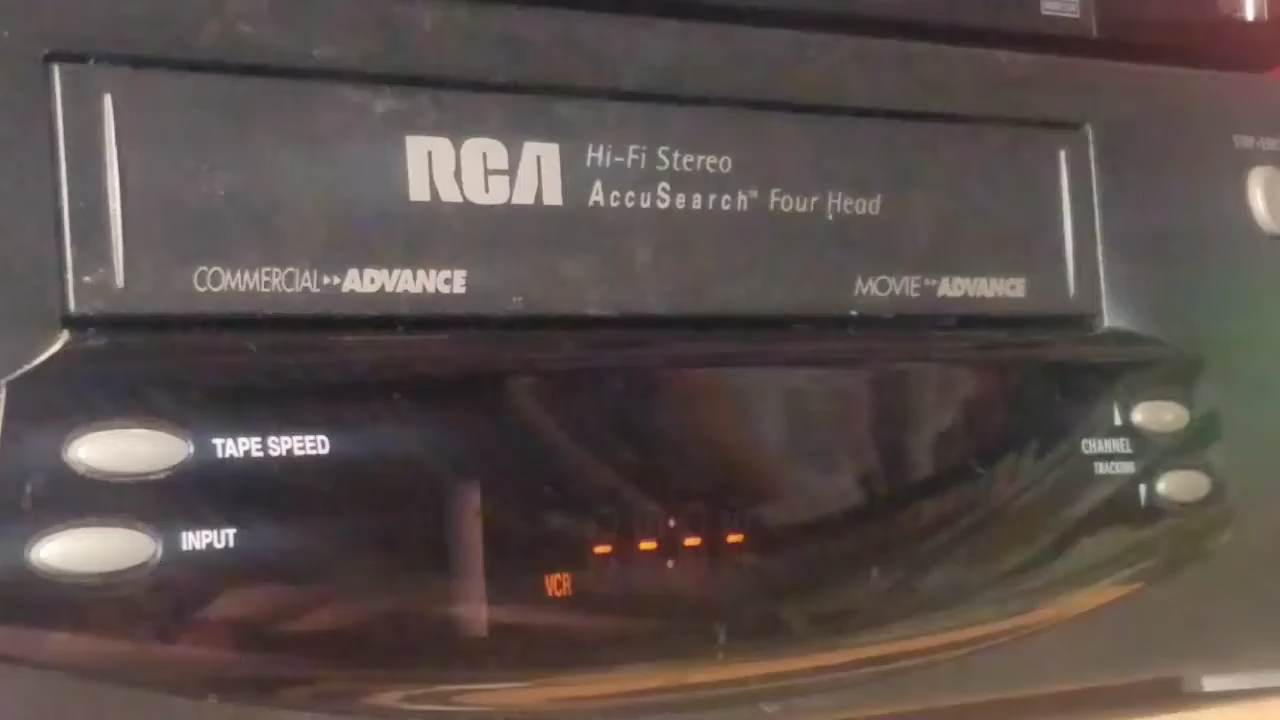 RCA Hi-Fi Stereo
AccuSearch™ Four Head
COMMERCIAL▸▸ADVANCE
MOVIE▸▸ADVANCE
TAPE SPEED
INPUT
CHANNEL
TRACKING
--:--
VCR